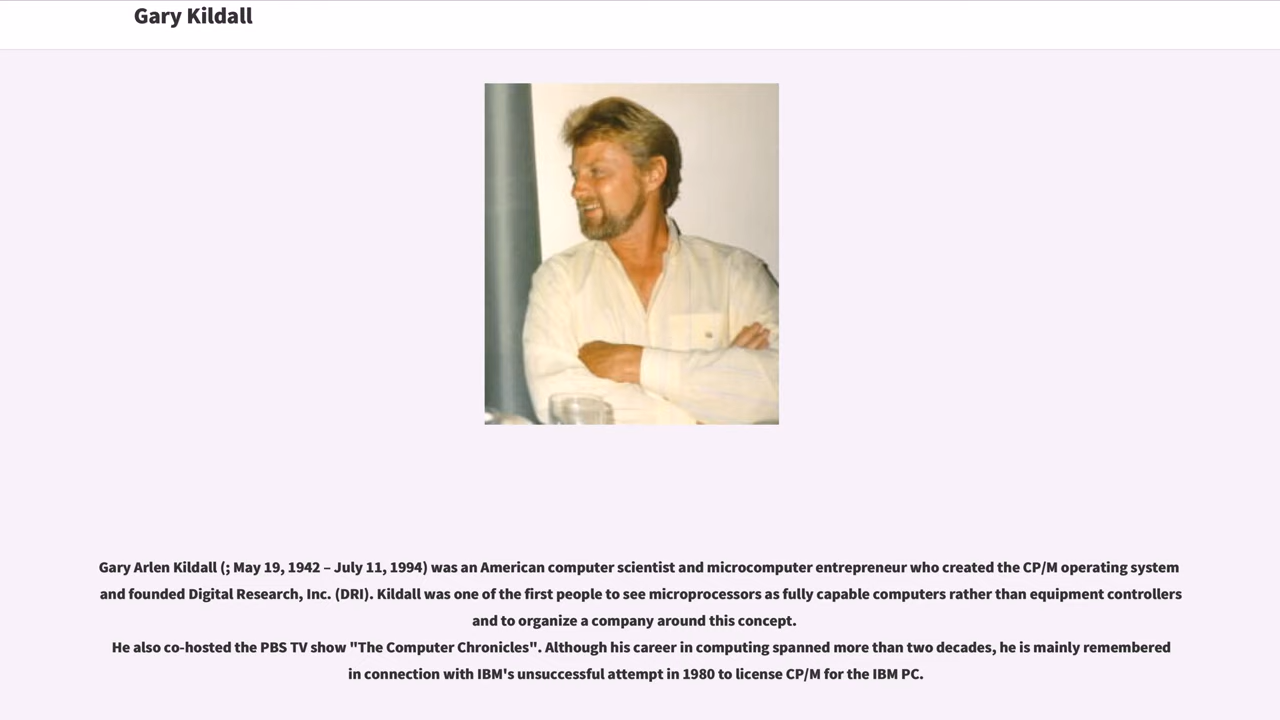 Gary Kildall
Gary Arlen Kildall (; May 19, 1942 – July 11, 1994) was an American computer scientist and microcomputer entrepreneur who created the CP/M operating system
and founded Digital Research, Inc. (DRI). Kildall was one of the first people to see microprocessors as fully capable computers rather than equipment controllers
and to organize a company around this concept.
He also co-hosted the PBS TV show "The Computer Chronicles". Although his career in computing spanned more than two decades, he is mainly remembered
in connection with IBM's unsuccessful attempt in 1980 to license CP/M for the IBM PC.